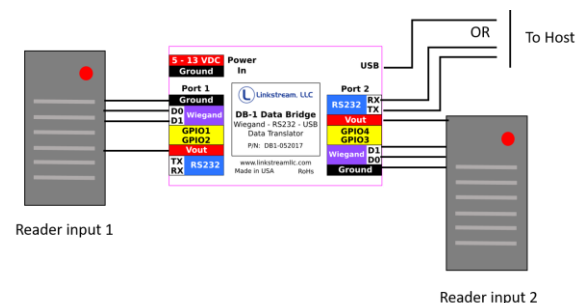 OR
To Host
5 - 13 VDC Power
Ground In
USB
Port 1
Port 2
Ground
D0
D1
Wiegand
GPIO1
GPIO2
Vout
TX
RX
RS232
Linkstream, LLC
DB-1 Data Bridge
Wiegand - RS232 - USB
Data Translator
P/N: DB1-052017
www.linkstreamllc.com
Made in USA RoHs
RS232
RX
TX
Vout
GPIO4
GPIO3
Wiegand
D1
D0
Ground
Reader input 1
Reader input 2